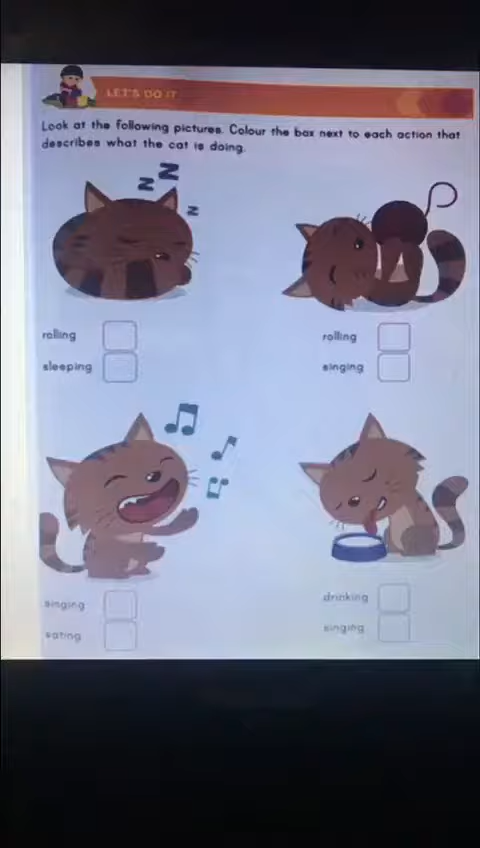 LET'S DO IT
Look at the following pictures. Colour the box next to each action that
describes what the cat is doing.
z Z
z
rolling
sleeping
rolling
singing
singing
eating
drinking
singing